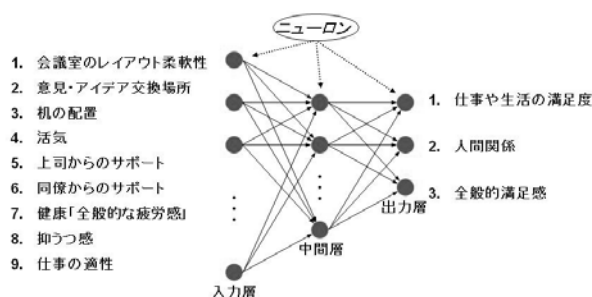 ニューロン
1. 会議室のレイアウト柔軟性
2. 意見・アイデア交換場所
3. 机の配置
4. 活気
5. 上司からのサポート
6. 同僚からのサポート
7. 健康「全般的な疲労感」
8. 抑うつ感
9. 仕事の適性
入力層
中間層
出力層
1. 仕事や生活の満足度
2. 人間関係
3. 全般的満足感